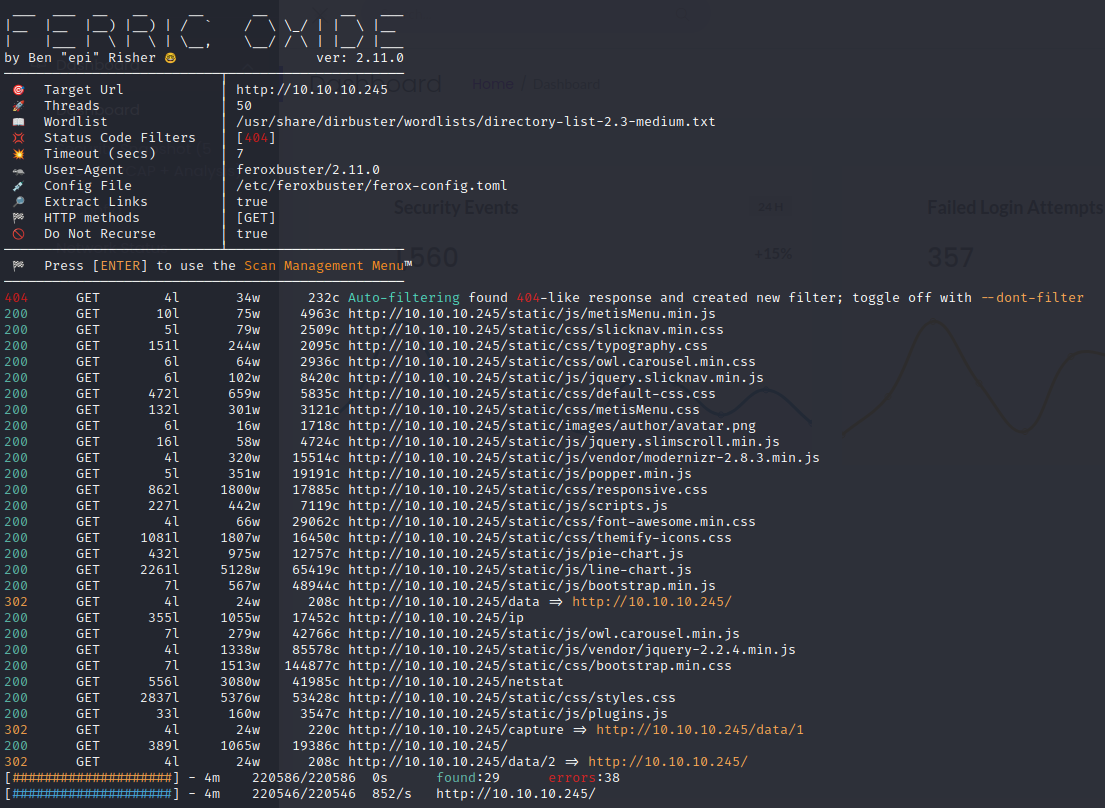 FERRIC OXIDE
by Ben "epi" Risher 🤓                    ver: 2.11.0
🎯  Target Url            │ http://10.10.10.245
🚀  Threads               │ 50
📖  Wordlist              │ /usr/share/dirbuster/wordlists/directory-list-2.3-medium.txt
💢  Status Code Filters   │ [404]
💥  Timeout (secs)        │ 7
🦡  User-Agent            │ feroxbuster/2.11.0
💉  Config File           │ /etc/feroxbuster/ferox-config.toml
🔎  Extract Links         │ true
🏁  HTTP methods          │ [GET]
🚫  Do Not Recurse        │ true
🏁  Press [ENTER] to use the Scan Management Menu™
404      GET        4l       34w      232c Auto-filtering found 404-like response and created new filter; toggle off with --dont-filter
200      GET       10l       75w     4963c http://10.10.10.245/static/js/metisMenu.min.js
200      GET        5l       79w     2509c http://10.10.10.245/static/css/slicknav.min.css
200      GET      151l      244w     2095c http://10.10.10.245/static/css/typography.css
200      GET        6l       64w     2936c http://10.10.10.245/static/css/owl.carousel.min.css
200      GET        6l      102w     8420c http://10.10.10.245/static/js/jquery.slicknav.min.js
200      GET      472l      659w     5835c http://10.10.10.245/static/css/default-css.css
200      GET      132l      301w     3121c http://10.10.10.245/static/css/metisMenu.css
200      GET        6l       16w     1718c http://10.10.10.245/static/images/author/avatar.png
200      GET       16l       58w     4724c http://10.10.10.245/static/js/jquery.slimscroll.min.js
200      GET        4l      320w    15514c http://10.10.10.245/static/js/vendor/modernizr-2.8.3.min.js
200      GET        5l      351w    19191c http://10.10.10.245/static/js/popper.min.js
200      GET      862l     1800w    17885c http://10.10.10.245/static/css/responsive.css
200      GET      227l      442w     7119c http://10.10.10.245/static/js/scripts.js
200      GET        4l       66w    29062c http://10.10.10.245/static/css/font-awesome.min.css
200      GET     1081l     1807w    16450c http://10.10.10.245/static/css/themify-icons.css
200      GET      432l      975w    12757c http://10.10.10.245/static/js/pie-chart.js
200      GET     2261l     5128w    65419c http://10.10.10.245/static/js/line-chart.js
200      GET        7l      567w    48944c http://10.10.10.245/static/js/bootstrap.min.js
302      GET        4l       24w      208c http://10.10.10.245/data => http://10.10.10.245/
200      GET      355l     1055w    17452c http://10.10.10.245/ip
200      GET        7l      279w    42766c http://10.10.10.245/static/js/owl.carousel.min.js
200      GET        4l     1338w    85578c http://10.10.10.245/static/js/vendor/jquery-2.2.4.min.js
200      GET        7l     1513w   144877c http://10.10.10.245/static/css/bootstrap.min.css
200      GET      556l     3080w    41985c http://10.10.10.245/netstat
200      GET     2837l     5376w    53428c http://10.10.10.245/static/css/styles.css
200      GET       33l      160w     3547c http://10.10.10.245/static/js/plugins.js
302      GET        4l       24w      220c http://10.10.10.245/capture => http://10.10.10.245/data/1
200      GET      389l     1065w    19386c http://10.10.10.245/
302      GET        4l       24w      208c http://10.10.10.245/data/2 => http://10.10.10.245/
[####################] - 4m    220586/220586  0s      found:29      errors:38
[####################] - 4m    220546/220546  852/s   http://10.10.10.245/
Dashboard
Home / Dashboard
Security Events
24H
Failed Login Attempts
+15%
357